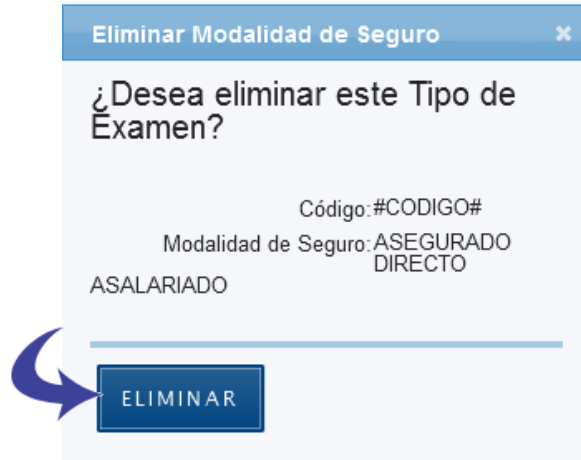 Eliminar Modalidad de Seguro
¿Desea eliminar este Tipo de
Examen?
Código: #CODIGO#
Modalidad de Seguro: ASEGURADO
DIRECTO
ASALARIADO
ELIMINAR